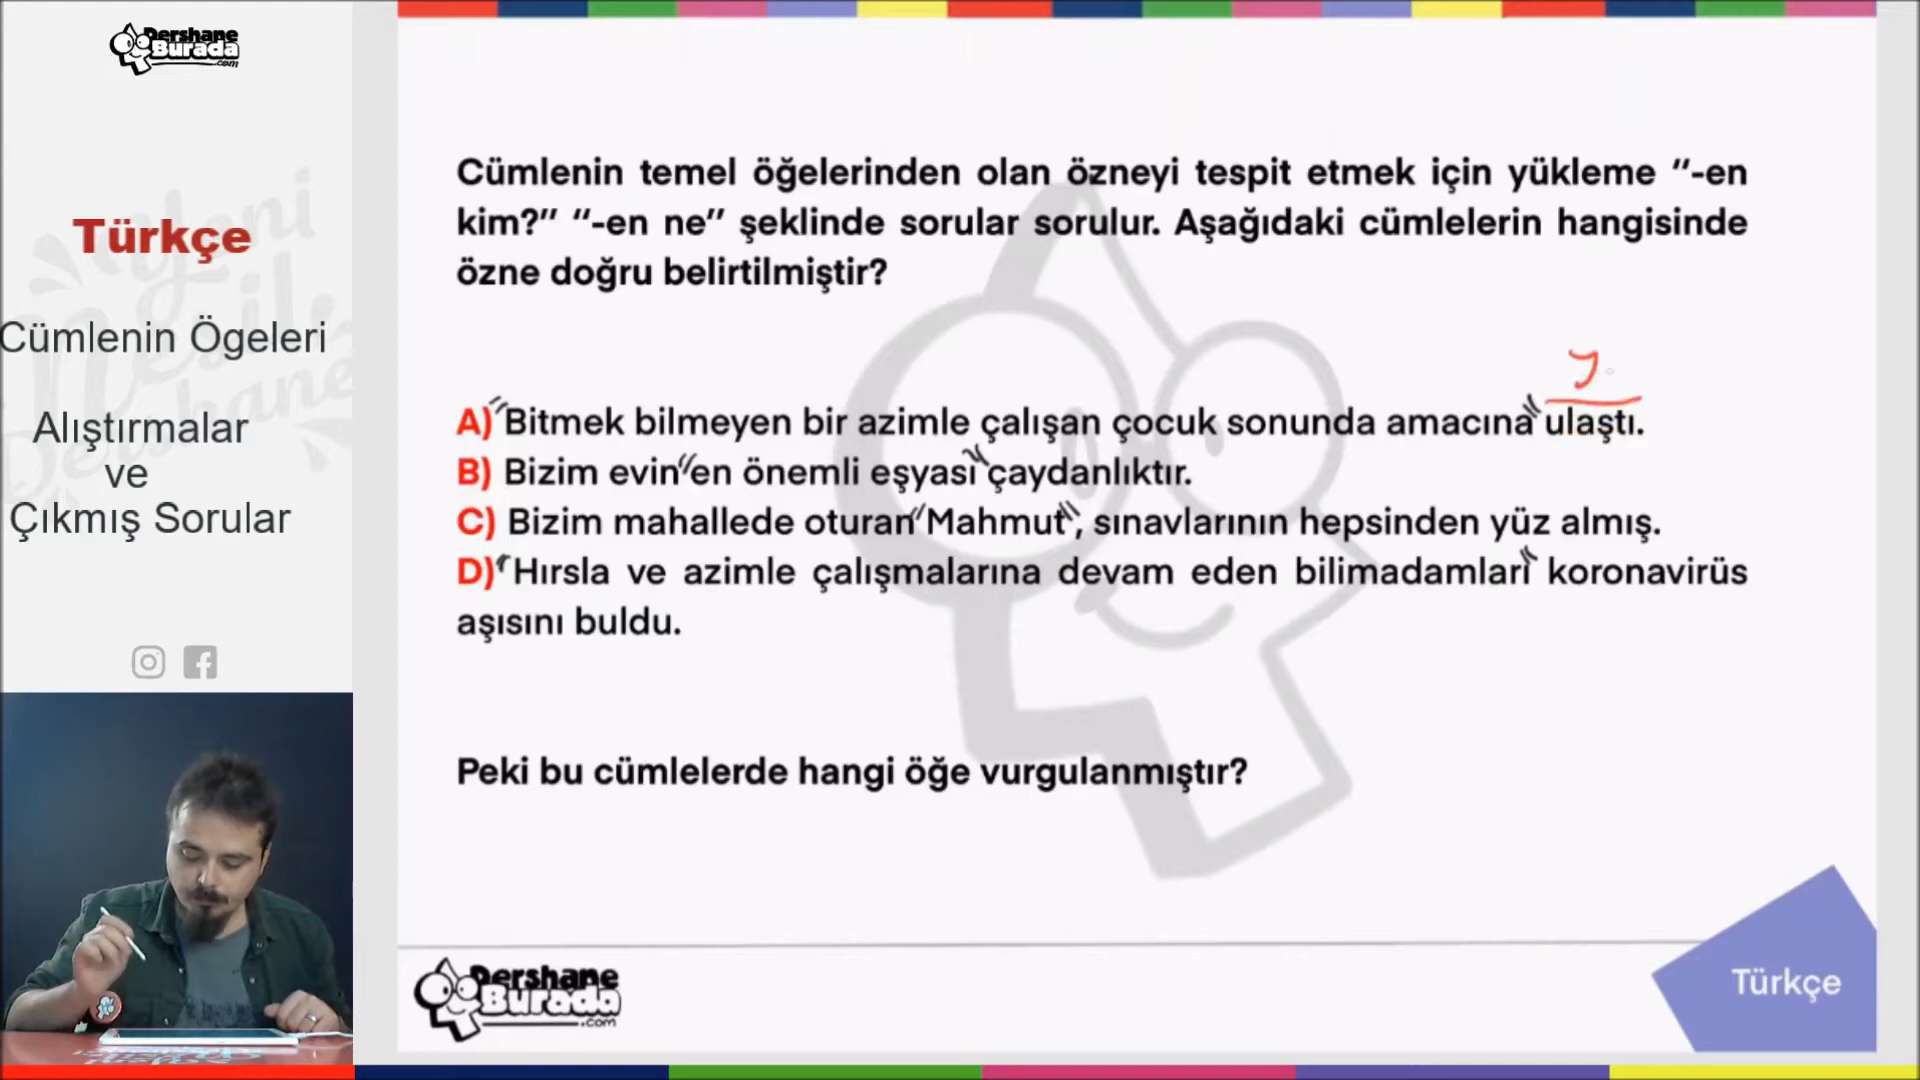 Dershane
Burada
.com
Türkçe
Cümlenin Ögeleri
Alıştırmalar
ve
Çıkmış Sorular
Cümlenin temel öğelerinden olan özneyi tespit etmek için yükleme “-en
kim?” “-en ne” şeklinde sorular sorulur. Aşağıdaki cümlelerin hangisinde
özne doğru belirtilmiştir?
y
A) "Bitmek bilmeyen bir azimle çalışan çocuk sonunda amacına" ulaştı.
B) Bizim evin "en önemli eşyası" çaydanlıktır.
C) Bizim mahallede oturan "Mahmut", sınavlarının hepsinden yüz almış.
D) "Hırsla ve azimle çalışmalarına devam eden bilimadamları" koronavirüs
aşısını buldu.
Peki bu cümlelerde hangi öğe vurgulanmıştır?
Dershane
Burada
.com
Türkçe